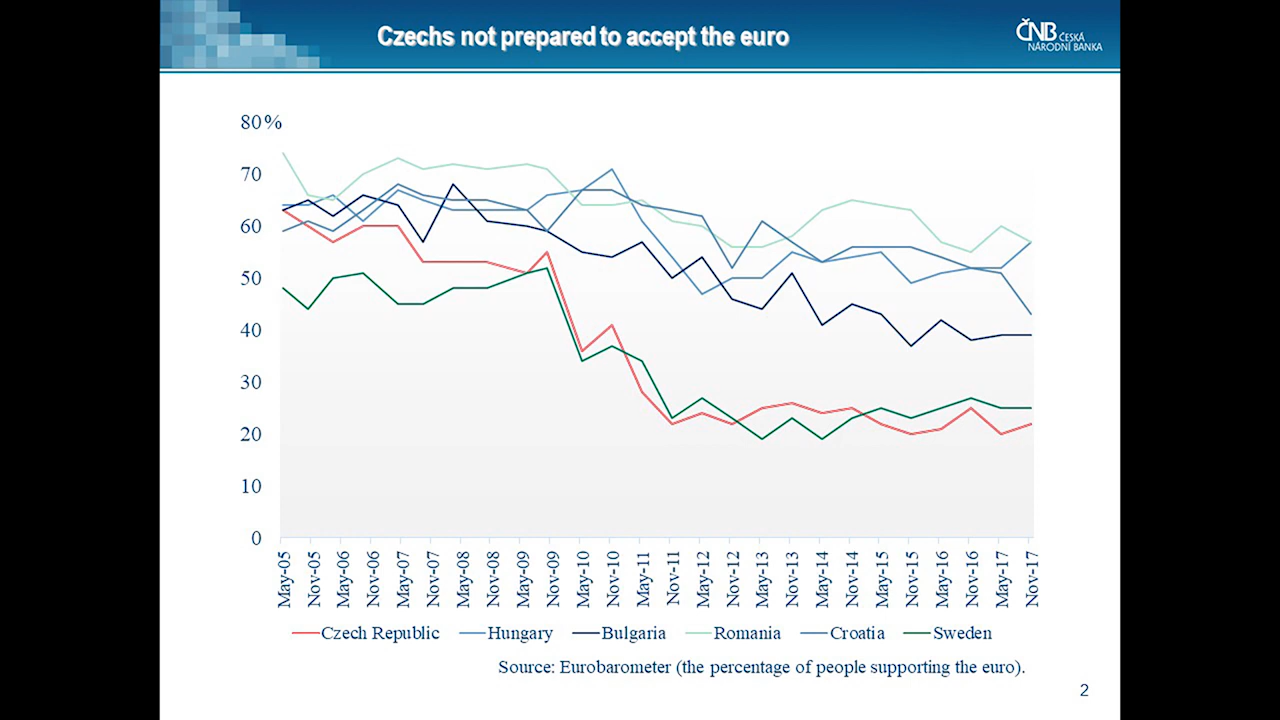 Czechs not prepared to accept the euro
ČNB ČESKÁ
NÁRODNÍ BANKA
80%
70
60
50
40
30
20
10
0
May-05 Nov-05 May-06 Nov-06 May-07 Nov-07 May-08 Nov-08 May-09 Nov-09 May-10 Nov-10 May-11 Nov-11 May-12 Nov-12 May-13 Nov-13 May-14 Nov-14 May-15 Nov-15 May-16 Nov-16 May-17 Nov-17
Czech Republic Hungary Bulgaria Romania Croatia Sweden
Source: Eurobarometer (the percentage of people supporting the euro).
2